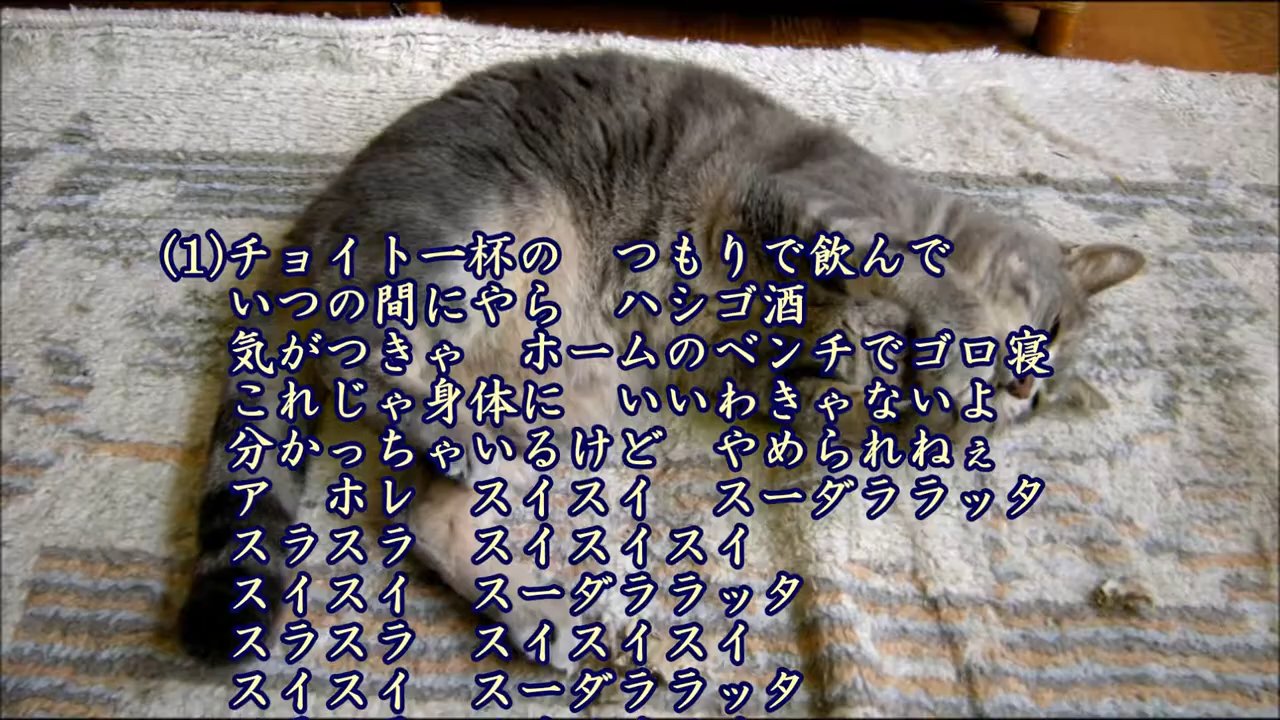 (1)チョイト一杯の　つもりで飲んで
いつの間にやら　ハシゴ酒
気がつきゃ　ホームのベンチでゴロ寝
これじゃ身体に　いいわきゃないよ
分かっちゃいるけど　やめられねぇ
ア　ホレ　スイスイ　スーダララッタ
スラスラ　スイスイスイ
スイスイ　スーダララッタ
スラスラ　スイスイスイ
スイスイ　スーダララッタ